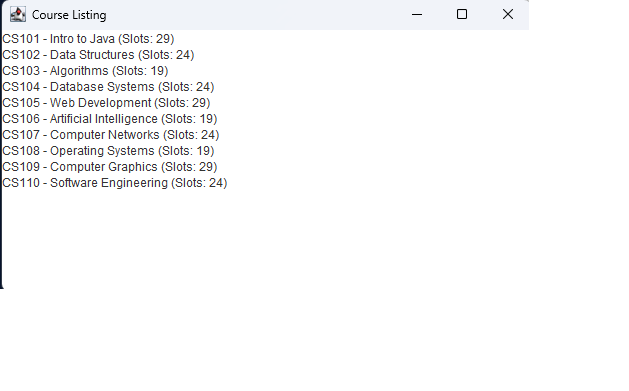 Course Listing
CS101 - Intro to Java (Slots: 29)
CS102 - Data Structures (Slots: 24)
CS103 - Algorithms (Slots: 19)
CS104 - Database Systems (Slots: 24)
CS105 - Web Development (Slots: 29)
CS106 - Artificial Intelligence (Slots: 19)
CS107 - Computer Networks (Slots: 24)
CS108 - Operating Systems (Slots: 19)
CS109 - Computer Graphics (Slots: 29)
CS110 - Software Engineering (Slots: 24)